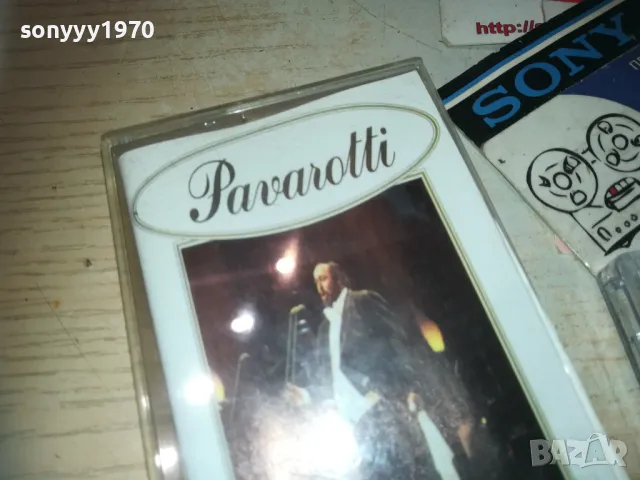 sonyyy1970
http://
SONY
Pavarotti
BAZAR